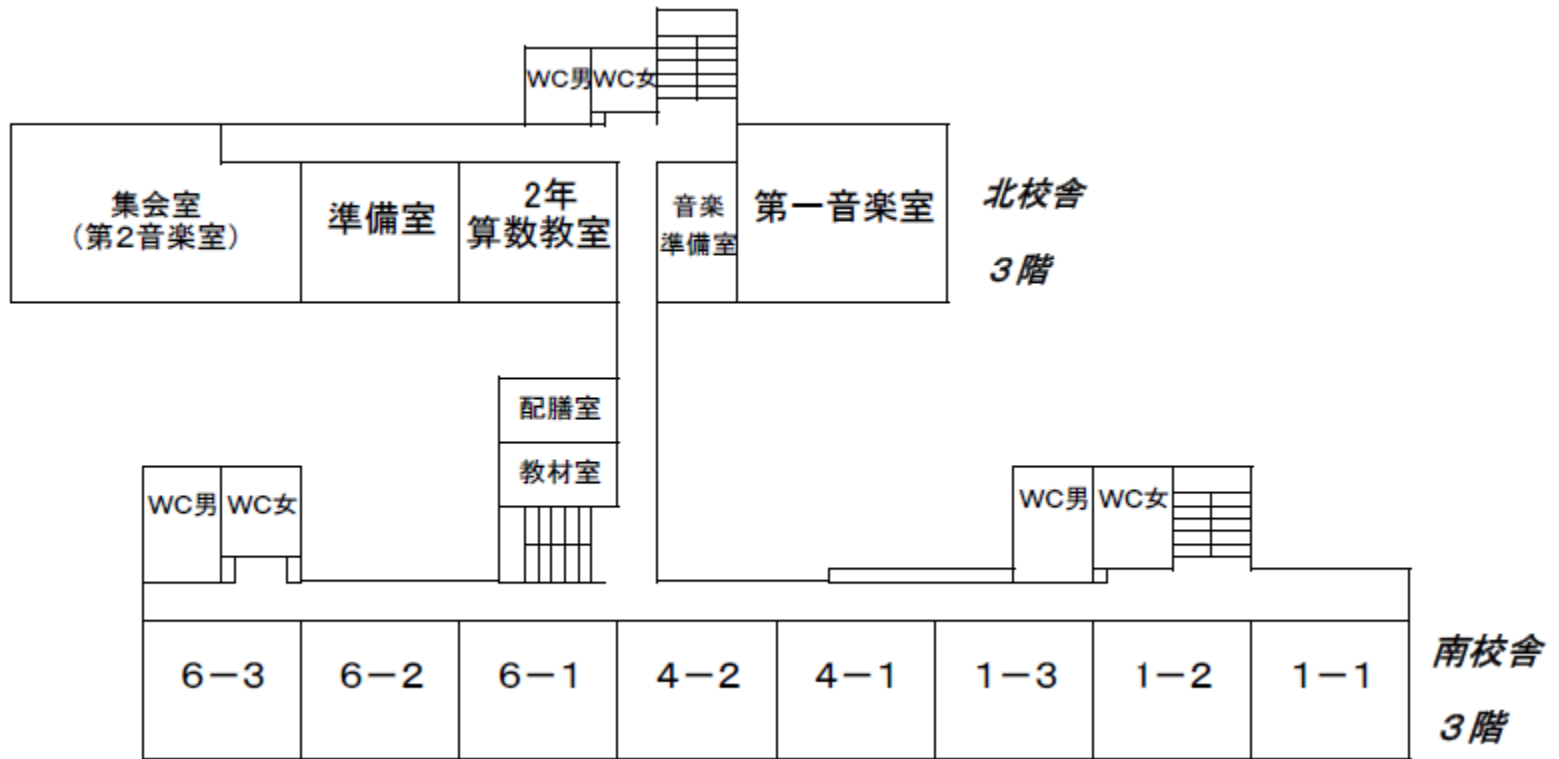 WC男
WC女
集会室
(第2音楽室)
準備室
2年
算数教室
音楽
準備室
第一音楽室
北校舎
3階
配膳室
教材室
WC男
WC女
WC男
WC女
6－3
6－2
6－1
4－2
4－1
1－3
1－2
1－1
南校舎
3階